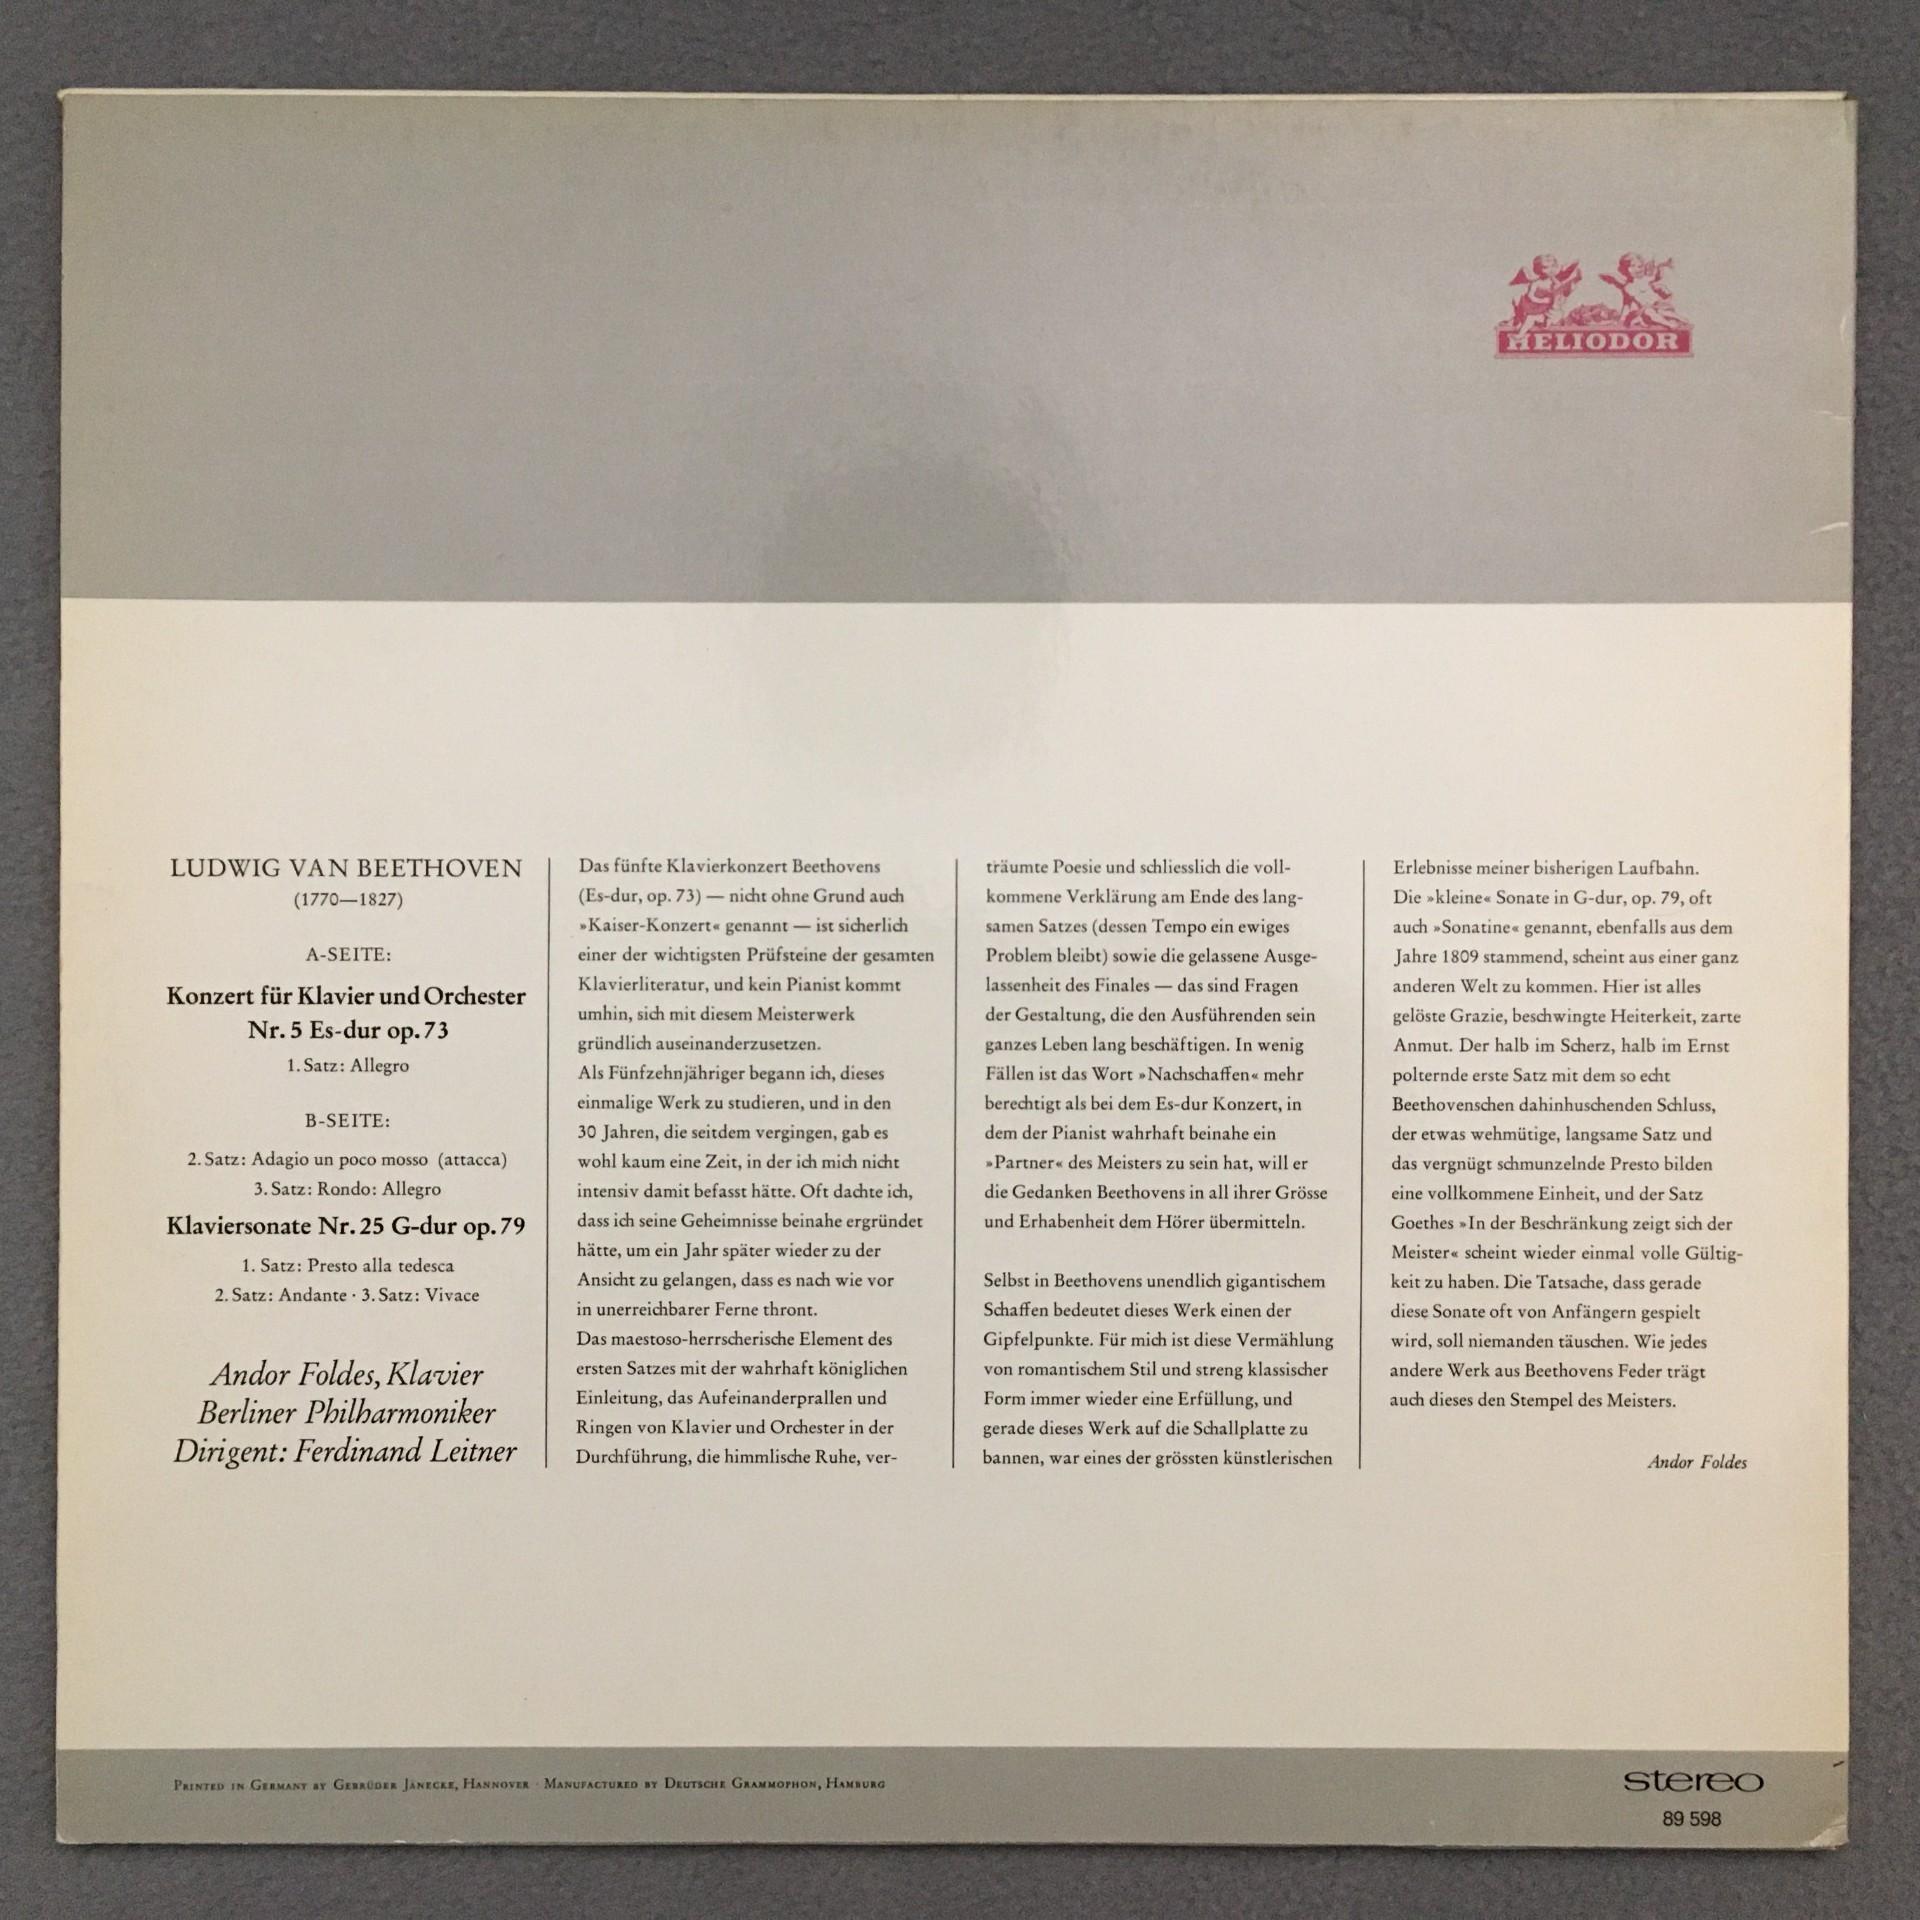 HELIODOR
LUDWIG VAN BEETHOVEN
(1770—1827)
A-SEITE:
Konzert für Klavier und Orchester
Nr. 5 Es-dur op. 73
1. Satz: Allegro
B-SEITE:
2. Satz: Adagio un poco mosso (attacca)
3. Satz: Rondo: Allegro
Klaviersonate Nr. 25 G-dur op. 79
1. Satz: Presto alla tedesca
2. Satz: Andante · 3. Satz: Vivace
Andor Foldes, Klavier
Berliner Philharmoniker
Dirigent: Ferdinand Leitner
Das fünfte Klavierkonzert Beethovens
(Es-dur, op. 73) — nicht ohne Grund auch
»Kaiser-Konzert« genannt — ist sicherlich
einer der wichtigsten Prüfsteine der gesamten
Klavierliteratur, und kein Pianist kommt
umhin, sich mit diesem Meisterwerk
gründlich auseinanderzusetzen.
Als Fünfzehnjähriger begann ich, dieses
einmalige Werk zu studieren, und in den
30 Jahren, die seitdem vergingen, gab es
wohl kaum eine Zeit, in der ich mich nicht
intensiv damit befasst hätte. Oft dachte ich,
dass ich seine Geheimnisse beinahe ergründet
hätte, um ein Jahr später wieder zu der
Ansicht zu gelangen, dass es nach wie vor
in unerreichbarer Ferne thront.
Das maestoso-herrscherische Element des
ersten Satzes mit der wahrhaft königlichen
Einleitung, das Aufeinanderprallen und
Ringen von Klavier und Orchester in der
Durchführung, die himmlische Ruhe, ver-
träumte Poesie und schliesslich die voll-
kommene Verklärung am Ende des lang-
samen Satzes (dessen Tempo ein ewiges
Problem bleibt) sowie die gelassene Ausge-
lassenheit des Finales — das sind Fragen
der Gestaltung, die den Ausführenden sein
ganzes Leben lang beschäftigen. In wenig
Fällen ist das Wort »Nachschaffen« mehr
berechtigt als bei dem Es-dur Konzert, in
dem der Pianist wahrhaft beinahe ein
»Partner« des Meisters zu sein hat, will er
die Gedanken Beethovens in all ihrer Grösse
und Erhabenheit dem Hörer übermitteln.
Selbst in Beethovens unendlich gigantischem
Schaffen bedeutet dieses Werk einen der
Gipfelpunkte. Für mich ist diese Vermählung
von romantischem Stil und streng klassischer
Form immer wieder eine Erfüllung, und
gerade dieses Werk auf die Schallplatte zu
bannen, war eines der grössten künstlerischen
Erlebnisse meiner bisherigen Laufbahn.
Die »kleine« Sonate in G-dur, op. 79, oft
auch »Sonatine« genannt, ebenfalls aus dem
Jahre 1809 stammend, scheint aus einer ganz
anderen Welt zu kommen. Hier ist alles
gelöste Grazie, beschwingte Heiterkeit, zarte
Anmut. Der halb im Scherz, halb im Ernst
polternde erste Satz mit dem so echt
Beethovenschen dahinhuschenden Schluss,
der etwas wehmütige, langsame Satz und
das vergnügt schmunzelnde Presto bilden
eine vollkommene Einheit, und der Satz
Goethes »In der Beschränkung zeigt sich der
Meister« scheint wieder einmal volle Gültig-
keit zu haben. Die Tatsache, dass gerade
diese Sonate oft von Anfängern gespielt
wird, soll niemanden täuschen. Wie jedes
andere Werk aus Beethovens Feder trägt
auch dieses den Stempel des Meisters.
Andor Foldes
Printed in Germany by Gebrüder Jänecke, Hannover · Manufactured by Deutsche Grammophon, Hamburg
stereo
89 598